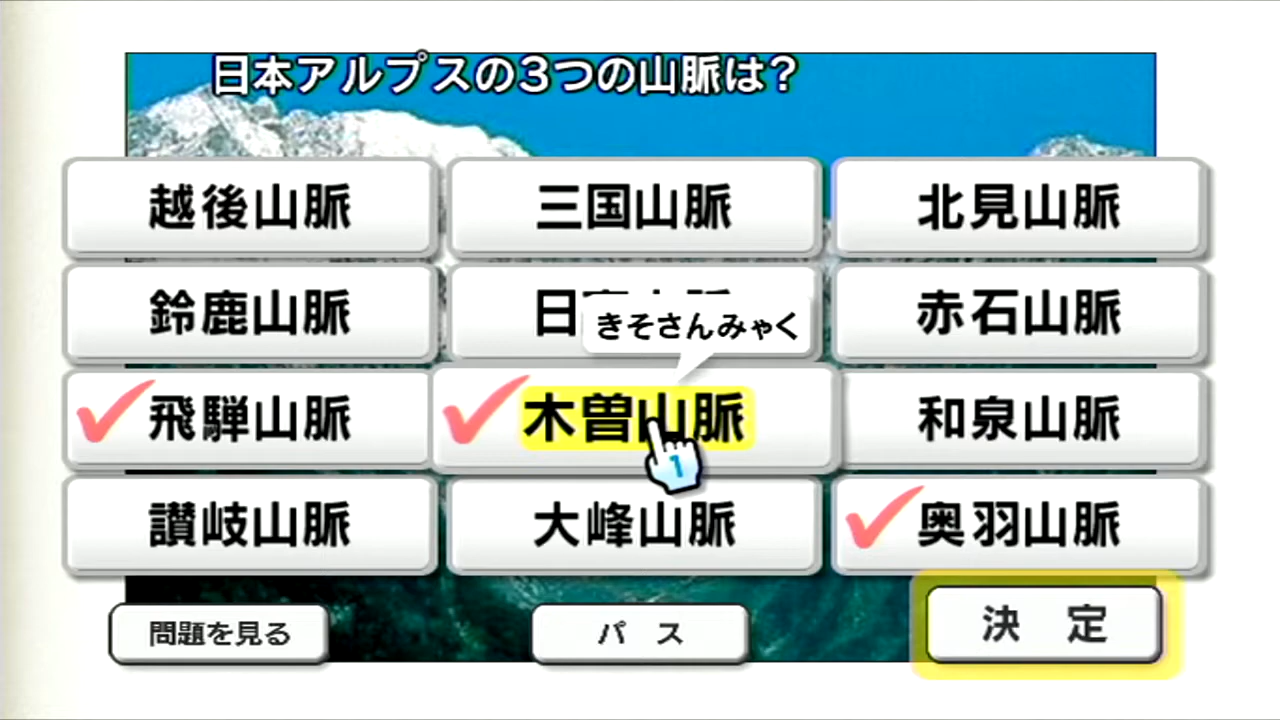 日本アルプスの3つの山脈は?
越後山脈
三国山脈
北見山脈
鈴鹿山脈
日
赤石山脈
きそさんみゃく
飛騨山脈
木曽山脈
和泉山脈
讃岐山脈
大峰山脈
奥羽山脈
1
問題を見る
パス
決定